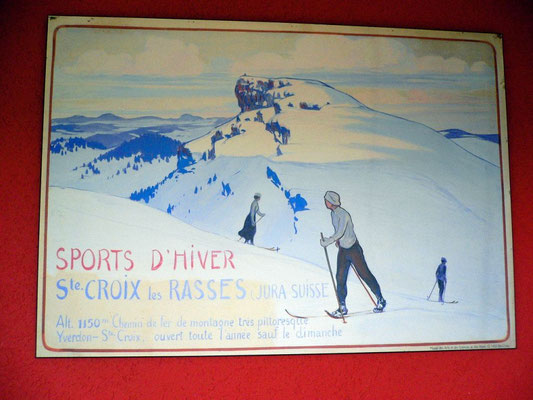 SPORTS D'HIVER
Ste. CROIX les RASSES (JURA SUISSE
Alt. 1150m Chemin de fer de montagne très pittoresque
Yverdon-Ste Croix, ouvert toute l'année sauf le dimanche